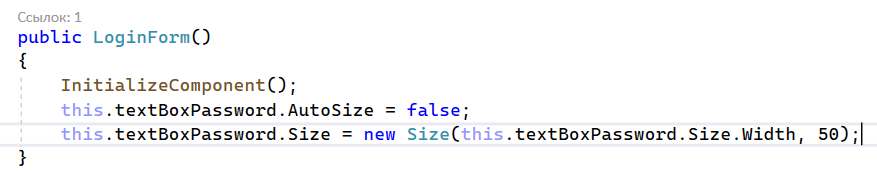 Ссылок: 1
public LoginForm()
{
    InitializeComponent();
    this.textBoxPassword.AutoSize = false;
    this.textBoxPassword.Size = new Size(this.textBoxPassword.Size.Width, 50);
}